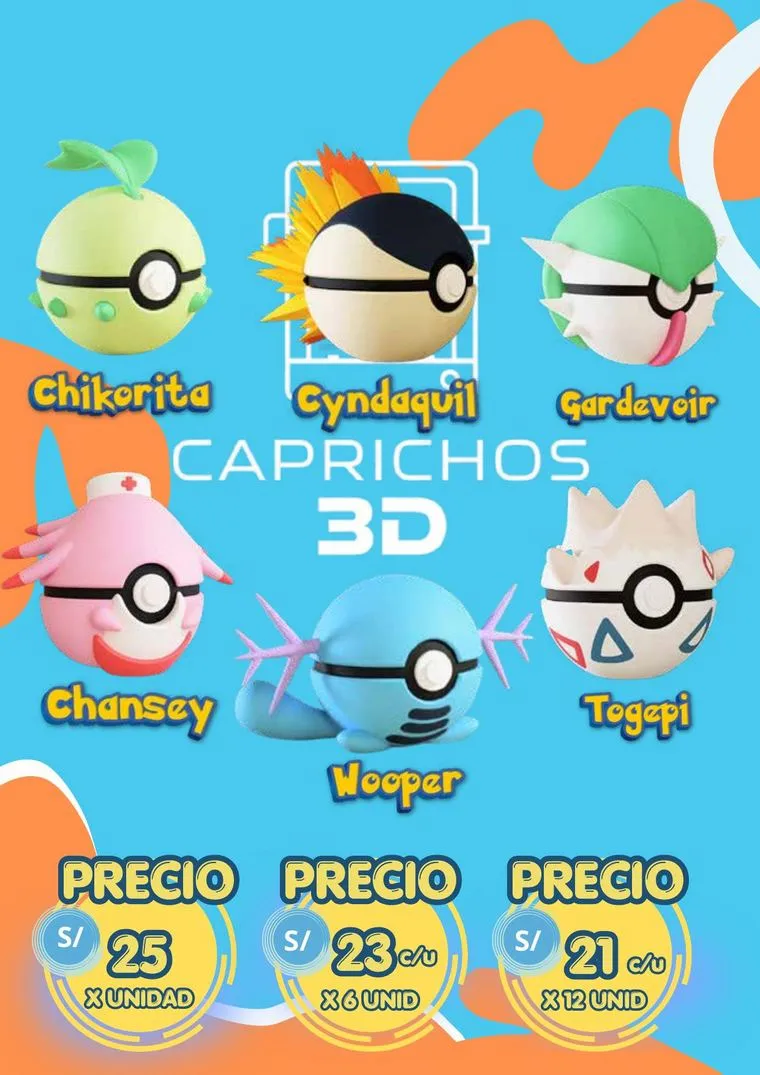 Chikorita
Cyndaquil
Gardevoir
CAPRICHOS
3D
Chansey
Togepi
Wooper
PRECIO
S/ 25
X UNIDAD
PRECIO
S/ 23 c/u
X 6 UNID
PRECIO
S/ 21 c/u
X 12 UNID